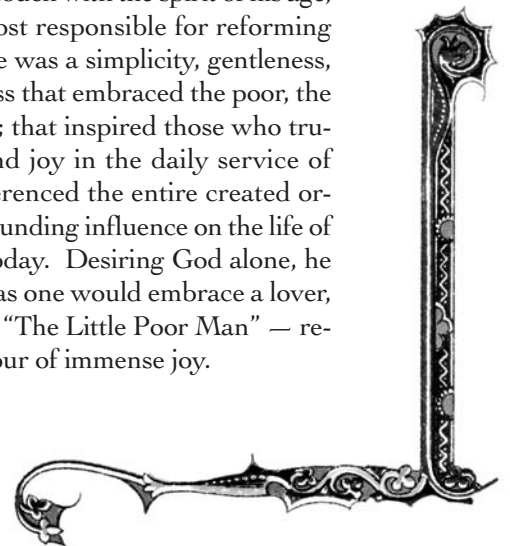 touch with the spirit of his age,
ost responsible for reforming
e was a simplicity, gentleness,
ss that embraced the poor, the
; that inspired those who tru-
nd joy in the daily service of
erenced the entire created or-
unding influence on the life of
oday. Desiring God alone, he
as one would embrace a lover,
“The Little Poor Man” — re-
our of immense joy.